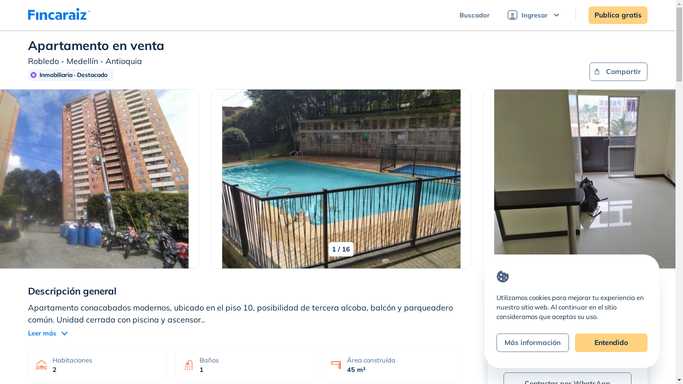 Fincaraiz
Buscador
Ingresar
Publica gratis
Apartamento en venta
Robledo - Medellín - Antioquia
Inmobiliaria · Destacado
Compartir
1 / 16
Descripción general
Apartamento conacabados modernos, ubicado en el piso 10, posibilidad de tercera alcoba, balcón y parqueadero
común. Unidad cerrada con piscina y ascensor..
Leer más
Habitaciones
2
Baños
1
Área construída
45 m²
Utilizamos cookies para mejorar tu experiencia en
nuestro sitio web. Al continuar en el sitio
consideramos que aceptas su uso.
Más información
Entendido
Contactar por WhatsApp